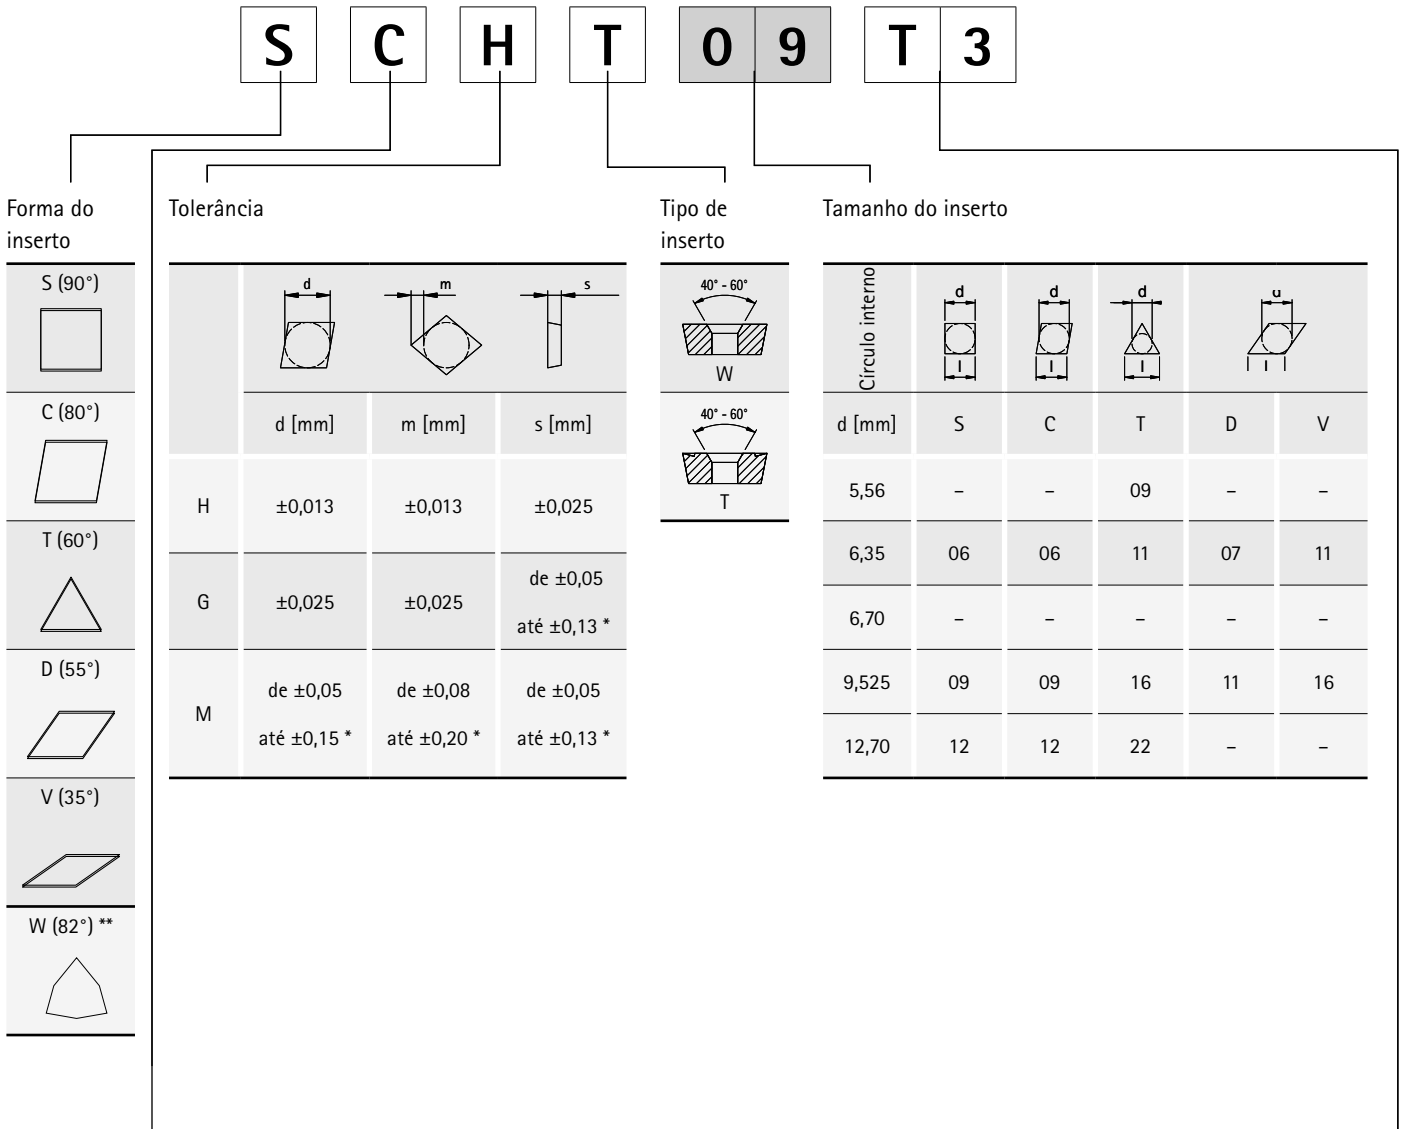 S C H T 0 9 T 3
Forma do
inserto
S (90°)
C (80°)
T (60°)
D (55°)
V (35°)
W (82°) **
Tolerância
d m s
d [mm] m [mm] s [mm]
H ±0,013 ±0,013 ±0,025
G ±0,025 ±0,025 de ±0,05
até ±0,13 *
M de ±0,05 de ±0,08 de ±0,05
até ±0,15 * até ±0,20 * até ±0,13 *
Tipo de
inserto
40° - 60°
W
40° - 60°
T
Tamanho do inserto
Círculo interno
d d d d
l l l l
d [mm] S C T D V
5,56 – – 09 – –
6,35 06 06 11 07 11
6,70 – – – – –
9,525 09 09 16 11 16
12,70 12 12 22 – –